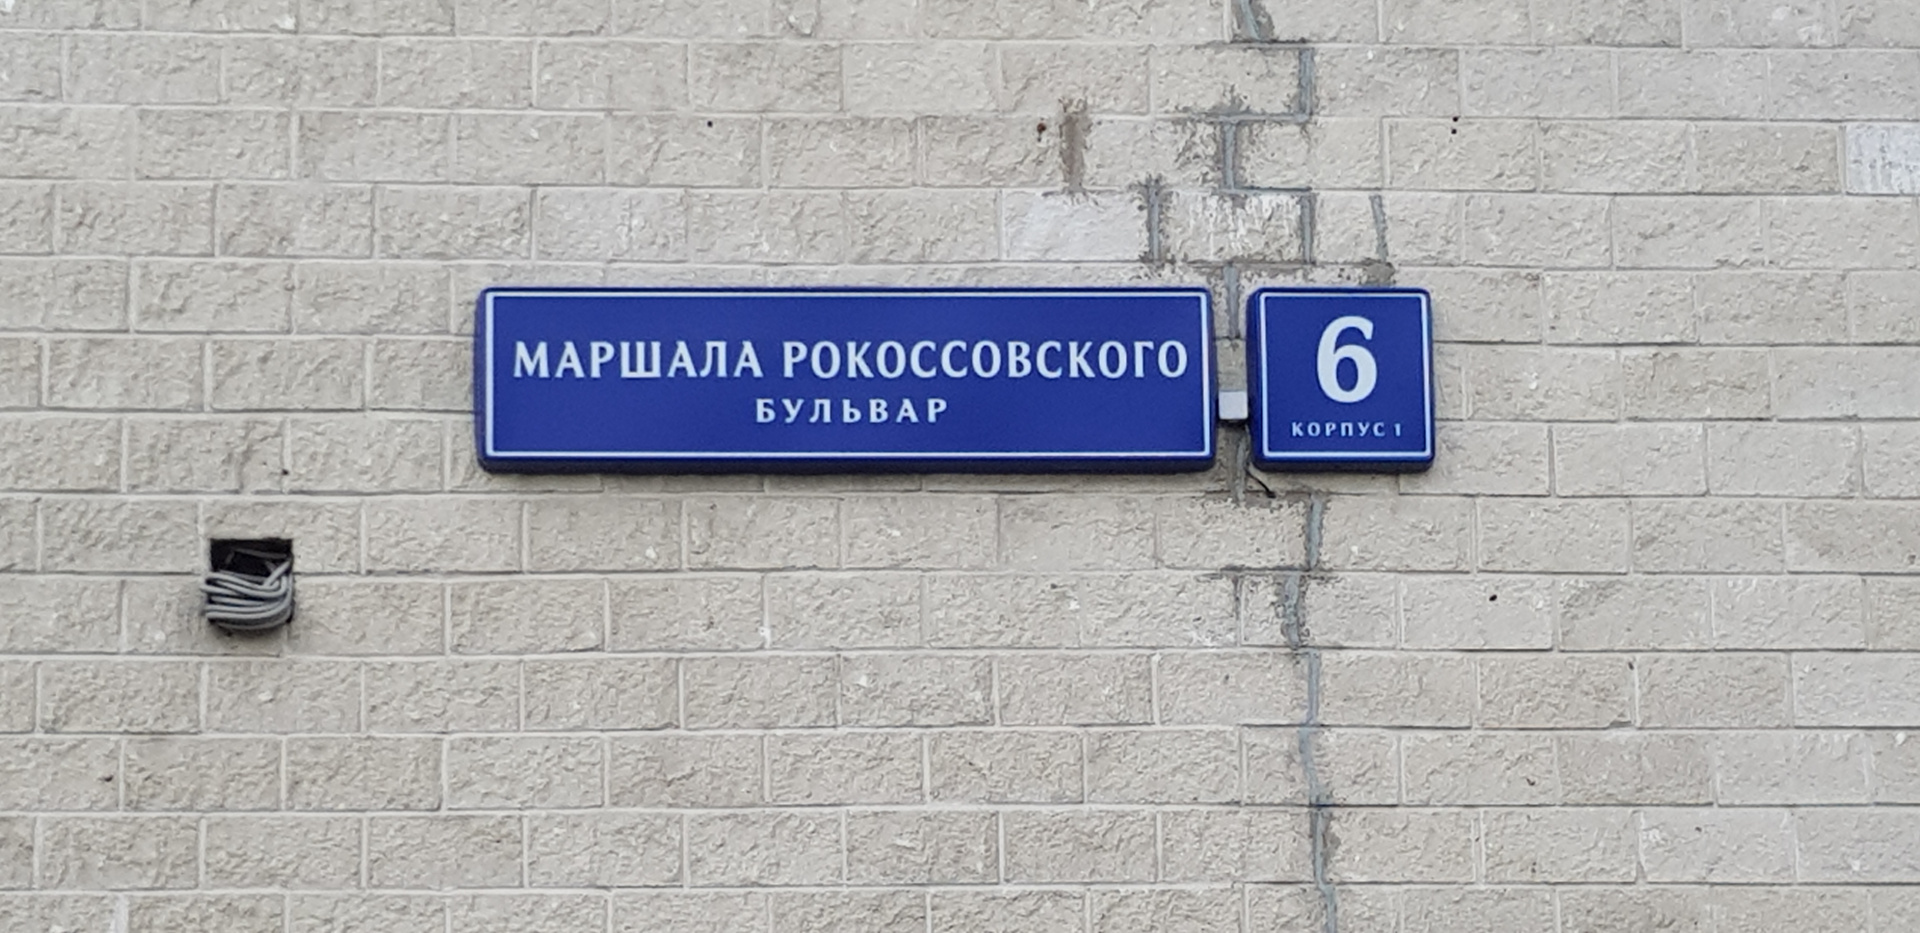 МАРШАЛА РОКОССОВСКОГО
БУЛЬВАР
6
КОРПУС 1